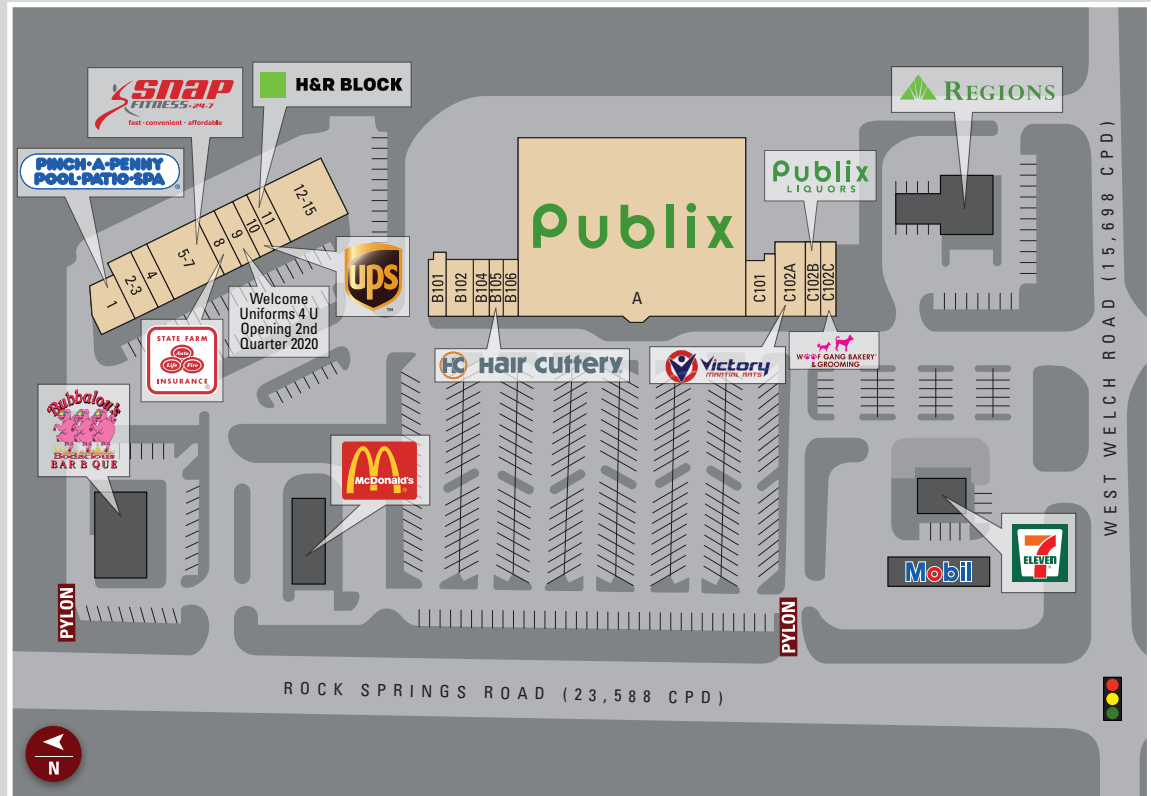 snap
FITNESS·24-7
fast · convenient · affordable
H&R BLOCK
PINCH·A·PENNY
POOL·PATIO·SPA
REGIONS
Publix
LIQUORS
Publix
12-15
11
10
9
8
5-7
4
2-3
1
ups
TM
Welcome
Uniforms 4 U
Opening 2nd
Quarter 2020
STATE FARM
Auto
Life Fire
INSURANCE
B101
B102
B104
B105
B106
A
C101
C102A
C102B
C102C
HC Hair Cuttery
Victory
MARTIAL ARTS
WOOF GANG BAKERY
& GROOMING
Bubbalou's
Bodacious
BAR B QUE
McDonald's
7
ELEVEN
Mobil
PYLON
PYLON
WEST WELCH ROAD (15,698 CPD)
ROCK SPRINGS ROAD (23,588 CPD)
N